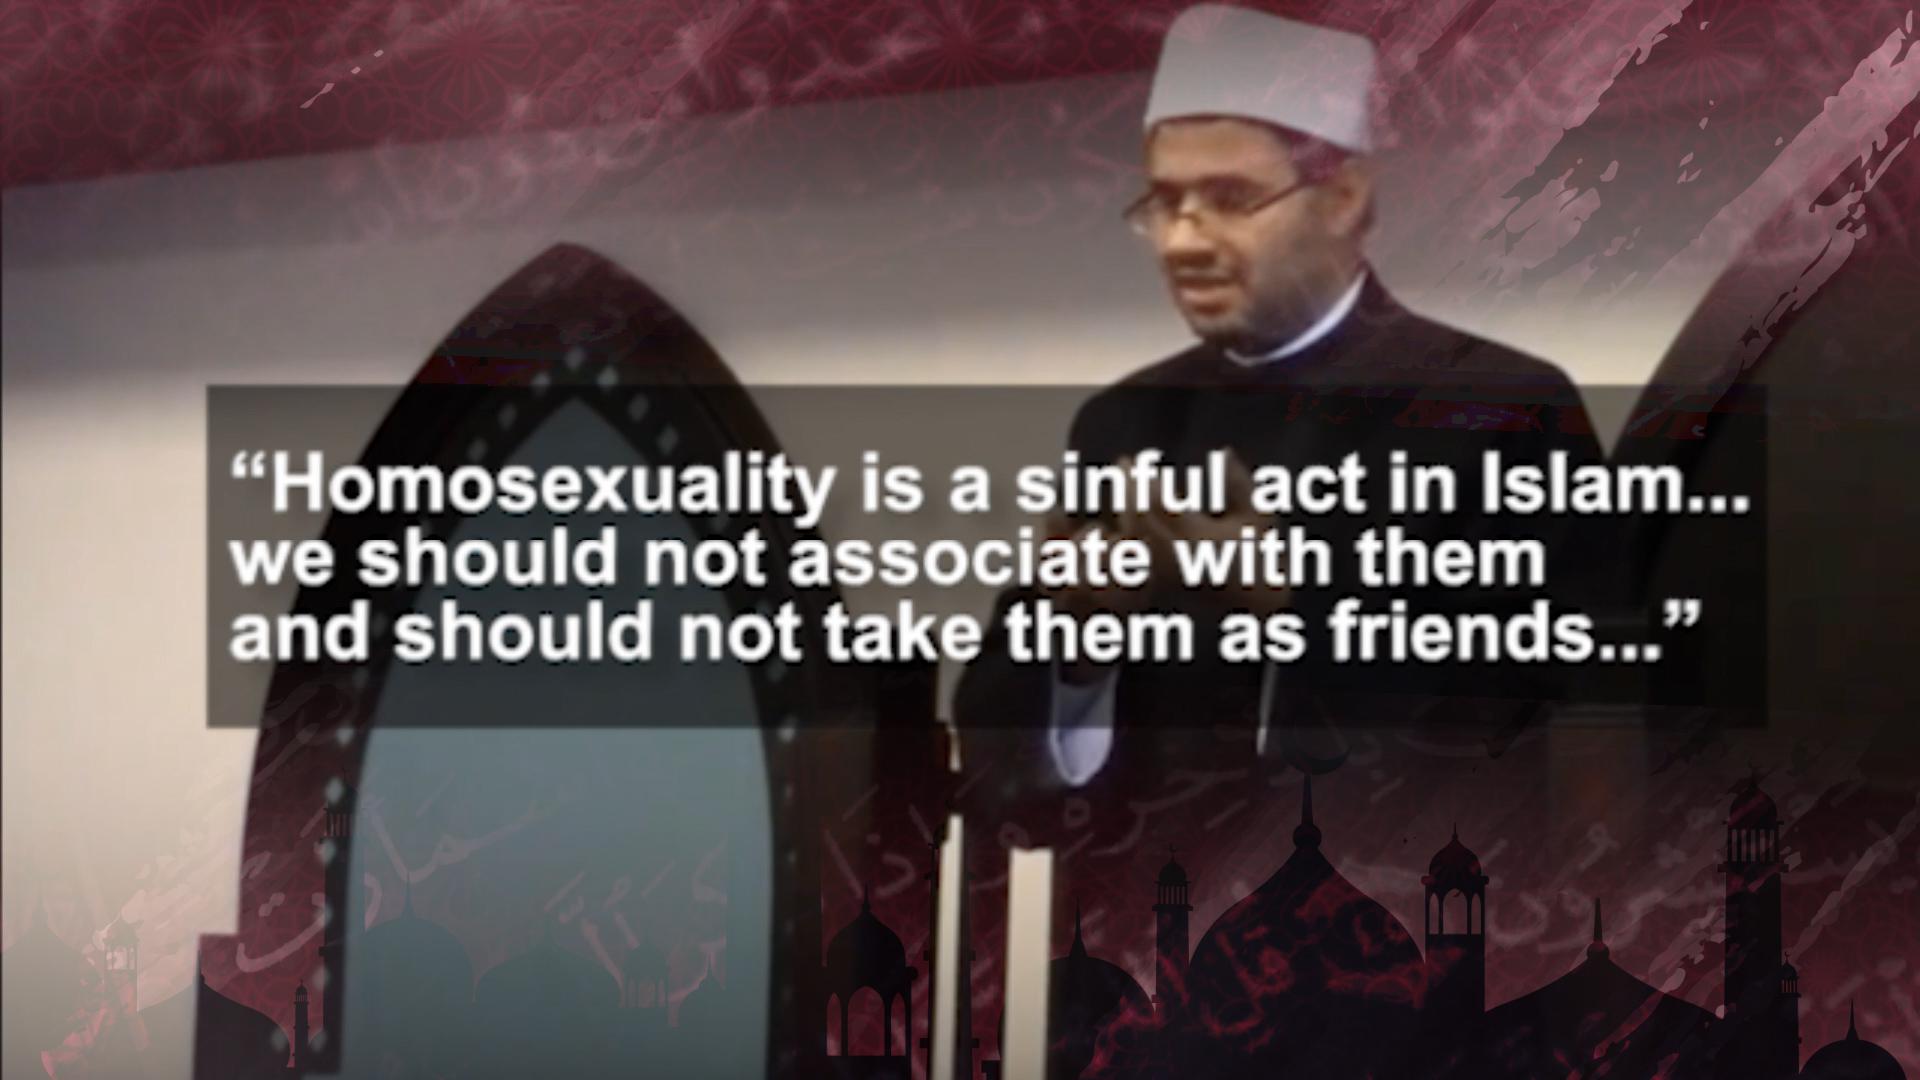 “Homosexuality is a sinful act in Islam...
we should not associate with them
and should not take them as friends...”